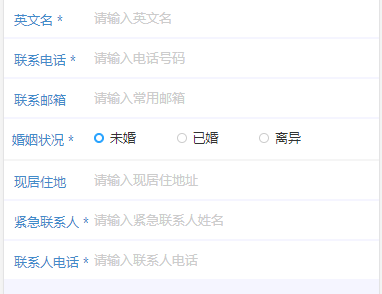 英文名 * 请输入英文名
联系电话 * 请输入电话号码
联系邮箱 请输入常用邮箱
婚姻状况 * 未婚 已婚 离异
现居住地 请输入现居住地址
紧急联系人 * 请输入紧急联系人姓名
联系人电话 * 请输入联系人电话